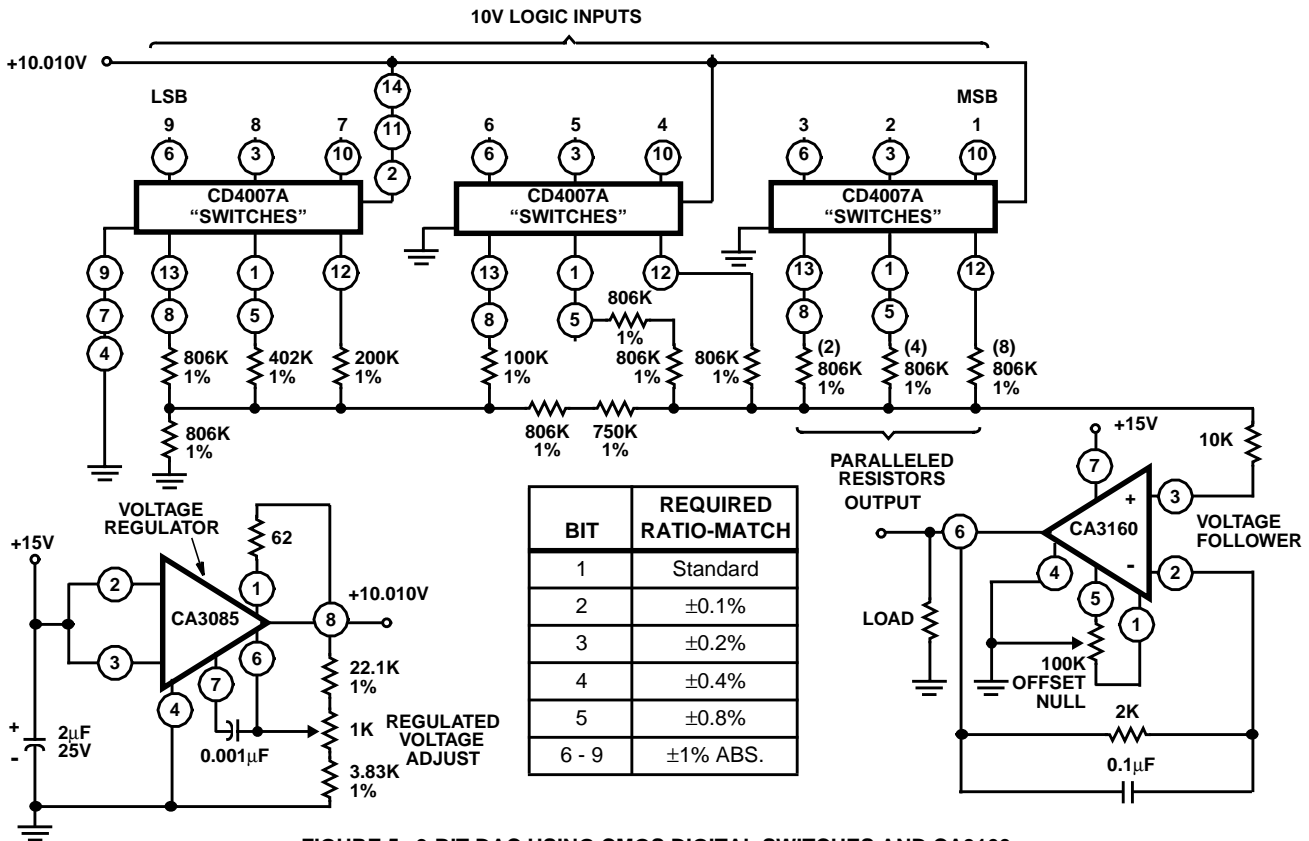 10V LOGIC INPUTS
+10.010V
LSB
MSB
9 8 7 6 5 4 3 2 1
14
11
2
6 3 10
6 3 10
6 3 10
CD4007A
“SWITCHES”
CD4007A
“SWITCHES”
CD4007A
“SWITCHES”
9
7
4
13
8
1
5
12
13
8
1
5
12
13
8
1
5
12
806K
1%
402K
1%
200K
1%
100K
1%
806K
1%
806K
1%
806K
1%
(2)
806K
1%
(4)
806K
1%
(8)
806K
1%
806K
1%
806K
1%
750K
1%
PARALLELED
RESISTORS
OUTPUT
+15V
10K
7
3
6
+
CA3160
-
2
4
5
1
VOLTAGE
FOLLOWER
LOAD
100K
OFFSET
NULL
2K
0.1μF
VOLTAGE
REGULATOR
+15V
62
2
3
1
CA3085
+10.010V
8
6
7
4
22.1K
1%
1K
REGULATED
VOLTAGE
ADJUST
3.83K
1%
0.001μF
+
-
2μF
25V
BIT REQUIRED RATIO-MATCH
1 Standard
2 ±0.1%
3 ±0.2%
4 ±0.4%
5 ±0.8%
6 - 9 ±1% ABS.